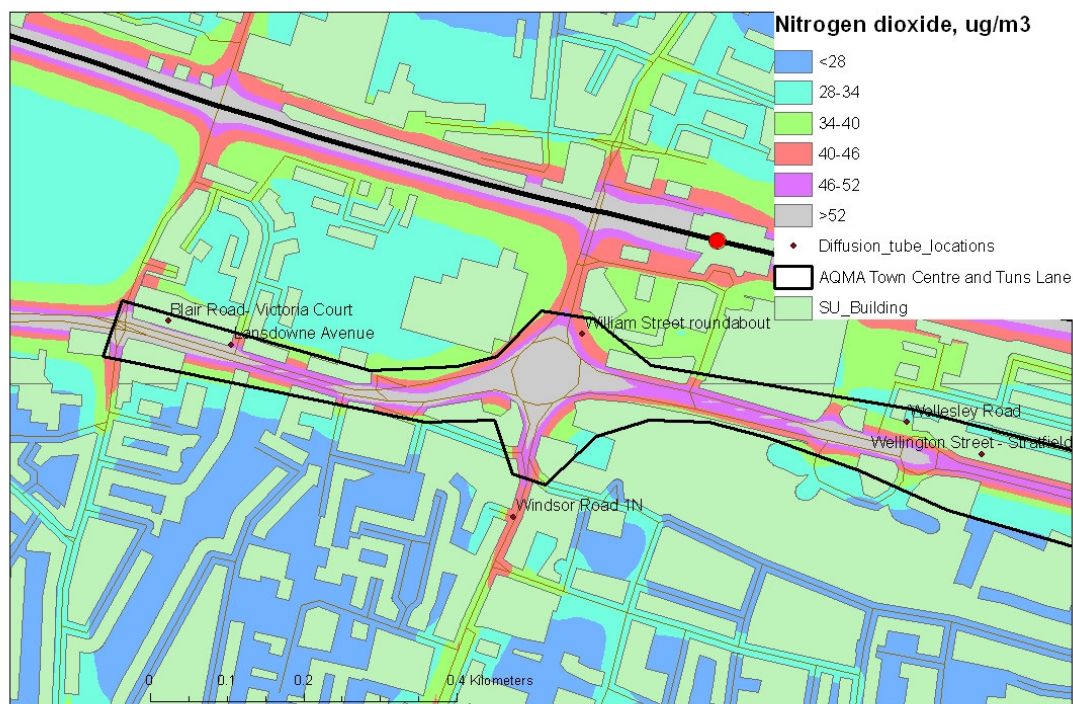 Nitrogen dioxide, ug/m3
<28
28-34
34-40
40-46
46-52
>52
Diffusion_tube_locations
AQMA Town Centre and Tuns Lane
SU_Building
Blair Road- Victoria Court
Lansdowne Avenue
William Street roundabout
Wellesley Road
Wellington Street - Stratfield
Windsor Road 1N
0 0.1 0.2 0.4 Kilometers